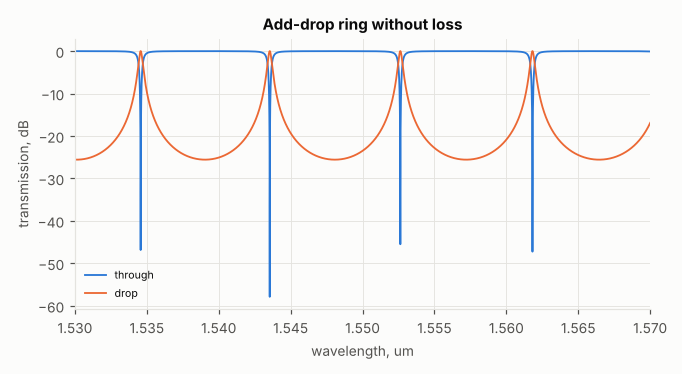 Add-drop ring without loss
transmission, dB
0
−10
−20
−30
−40
−50
−60
through
drop
1.530 1.535 1.540 1.545 1.550 1.555 1.560 1.565 1.570
wavelength, um